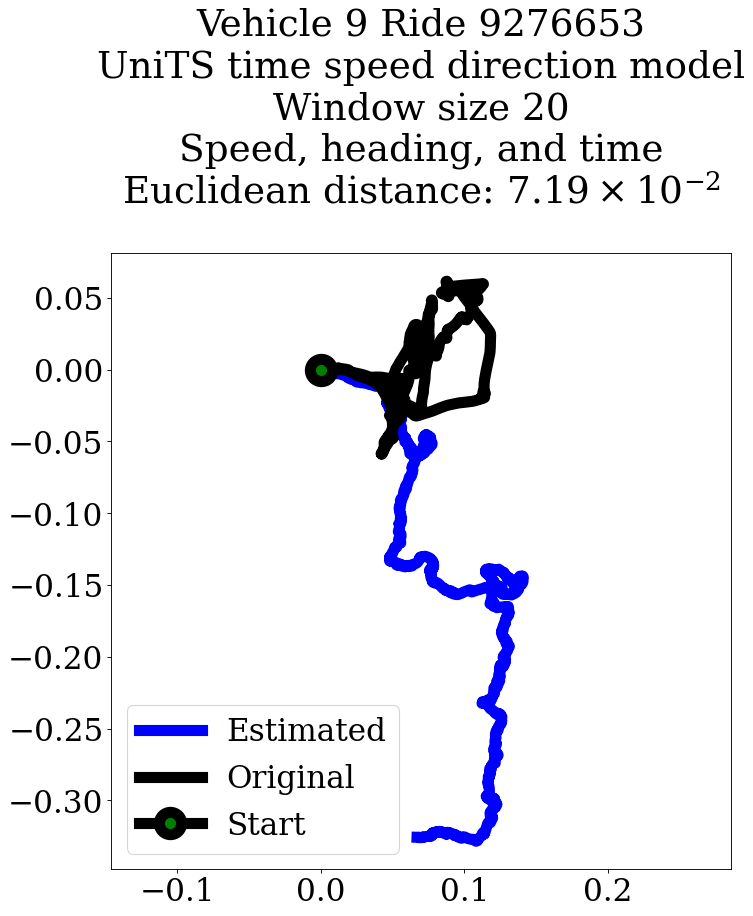 Vehicle 9 Ride 9276653
UniTS time speed direction model
Window size 20
Speed, heading, and time
Euclidean distance: 7.19 × 10⁻²
0.05
0.00
−0.05
−0.10
−0.15
−0.20
−0.25
−0.30
Estimated
Original
Start
−0.1 0.0 0.1 0.2